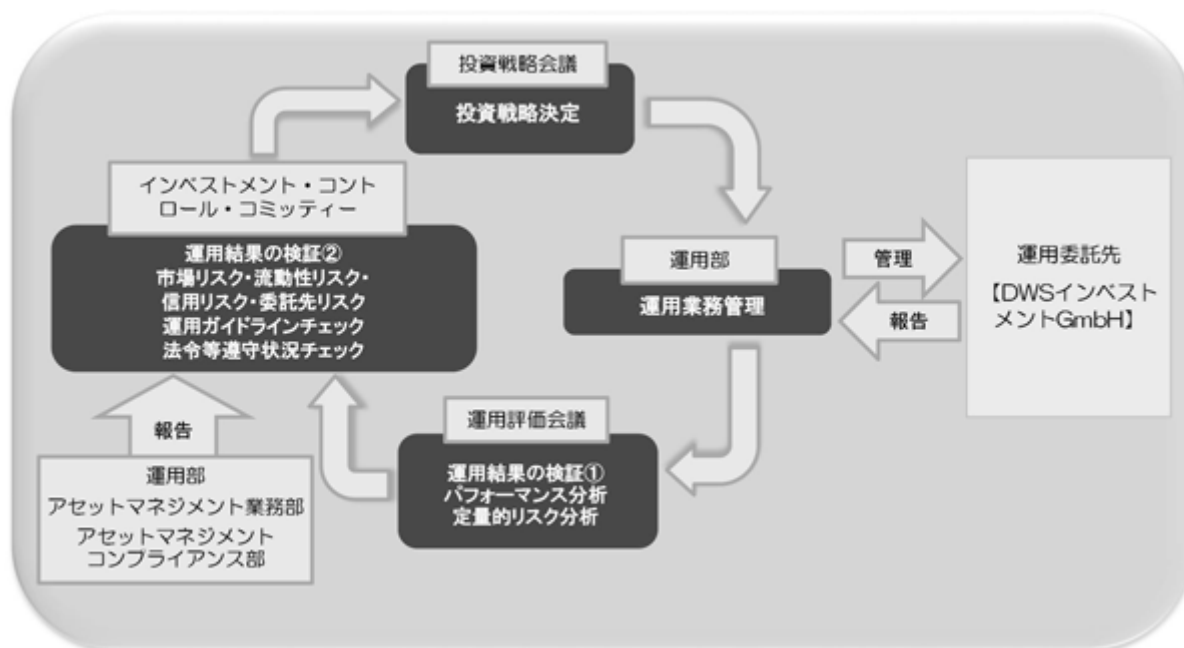 投資戦略会議
投資戦略決定
インベストメント・コント
ロール・コミッティー
運用結果の検証②
市場リスク・流動性リスク・
信用リスク・委託先リスク
運用ガイドラインチェック
法令等遵守状況チェック
運用部
運用業務管理
管理
報告
運用委託先
【DWSインベスト
メントGmbH】
運用評価会議
運用結果の検証①
パフォーマンス分析
定量的リスク分析
報告
運用部
アセットマネジメント業務部
アセットマネジメント
コンプライアンス部